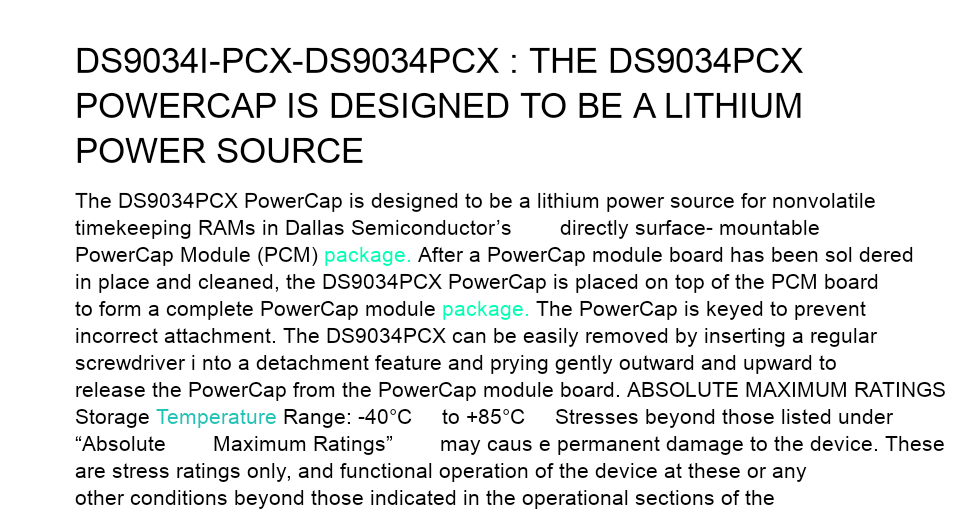 DS9034I-PCX-DS9034PCX : THE DS9034PCX
POWERCAP IS DESIGNED TO BE A LITHIUM
POWER SOURCE
The DS9034PCX PowerCap is designed to be a lithium power source for nonvolatile
timekeeping RAMs in Dallas Semiconductor’s directly surface- mountable
PowerCap Module (PCM) package. After a PowerCap module board has been sol dered
in place and cleaned, the DS9034PCX PowerCap is placed on top of the PCM board
to form a complete PowerCap module package. The PowerCap is keyed to prevent
incorrect attachment. The DS9034PCX can be easily removed by inserting a regular
screwdriver i nto a detachment feature and prying gently outward and upward to
release the PowerCap from the PowerCap module board. ABSOLUTE MAXIMUM RATINGS
Storage Temperature Range: -40°C to +85°C Stresses beyond those listed under
“Absolute Maximum Ratings” may caus e permanent damage to the device. These
are stress ratings only, and functional operation of the device at these or any
other conditions beyond those indicated in the operational sections of the